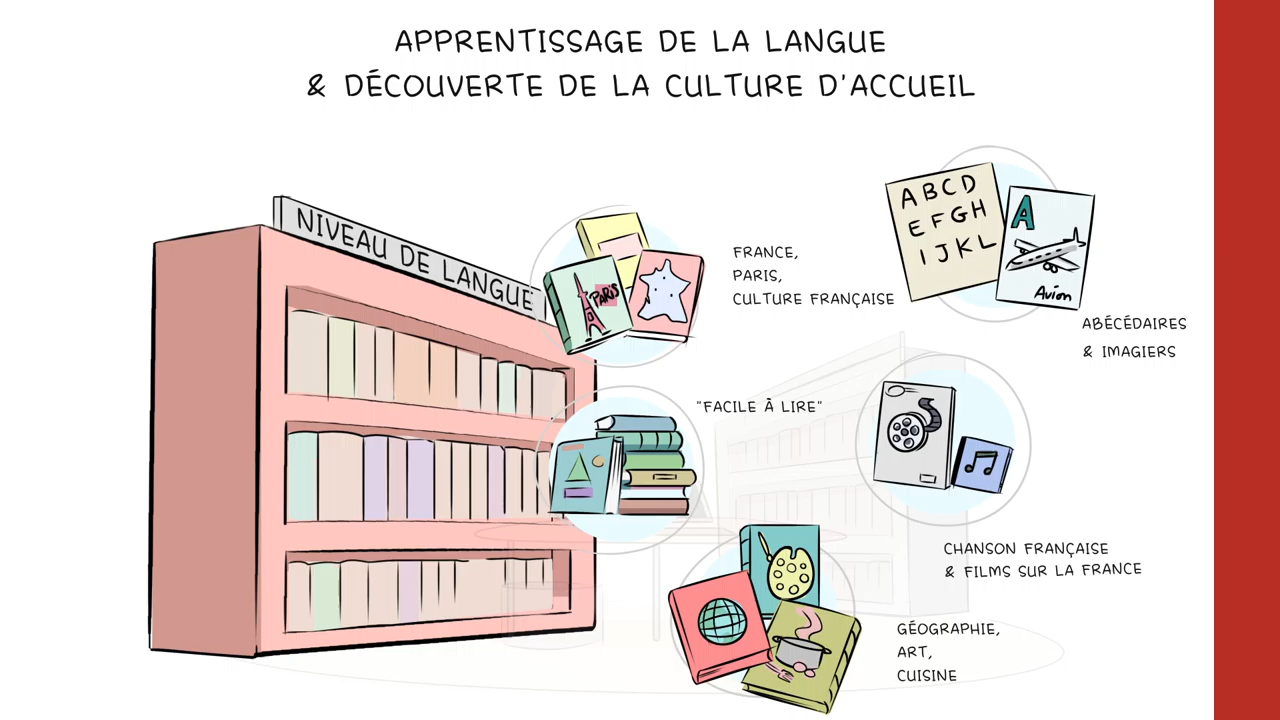 APPRENTISSAGE DE LA LANGUE
& DÉCOUVERTE DE LA CULTURE D'ACCUEIL
NIVEAU DE LANGUE
PARIS
FRANCE,
PARIS,
CULTURE FRANÇAISE
ABCD
EFGH
IJKL
A
Avion
ABÉCÉDAIRES
& IMAGIERS
"FACILE À LIRE"
CHANSON FRANÇAISE
& FILMS SUR LA FRANCE
GÉOGRAPHIE,
ART,
CUISINE